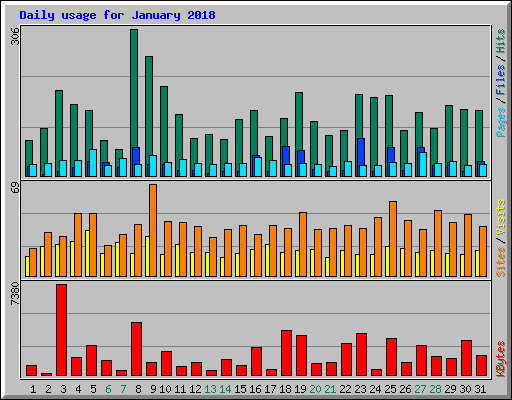 Daily usage for January 2018
306
Pages / Files / Hits
69
Sites / Visits
7380
KBytes
1 2 3 4 5 6 7 8 9 10 11 12 13 14 15 16 17 18 19 20 21 22 23 24 25 26 27 28 29 30 31